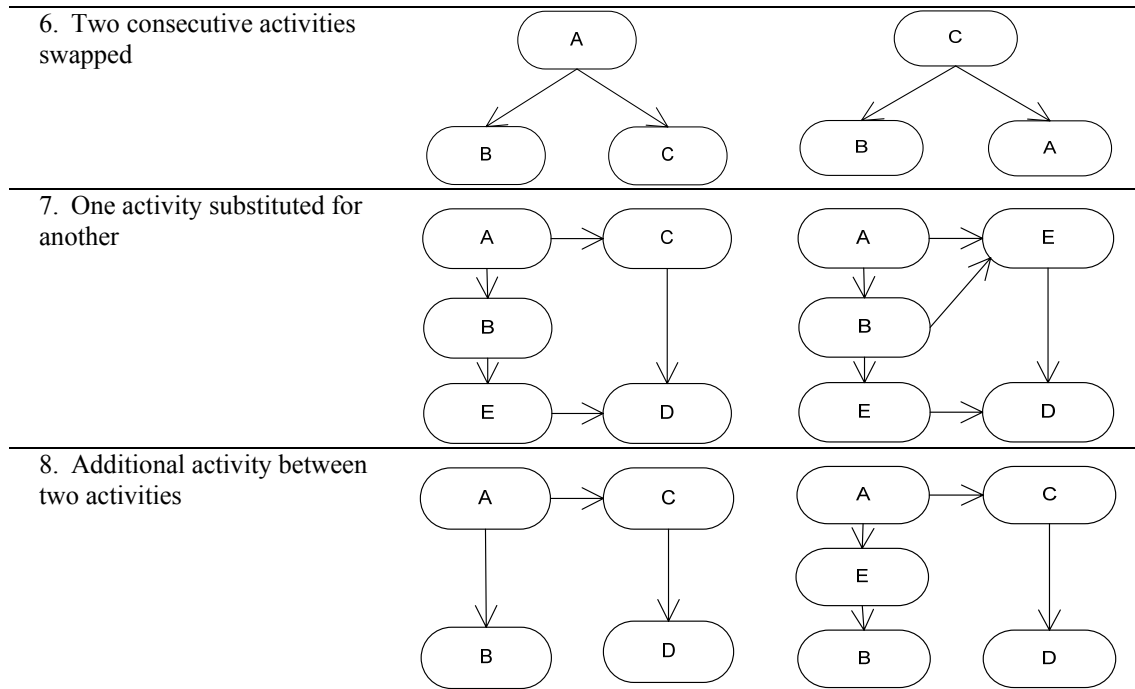 6. Two consecutive activities
swapped
A
C
B
C
B
A
7. One activity substituted for
another
A
C
A
E
B
B
E
D
E
D
8. Additional activity between
two activities
A
C
A
C
E
B
D
B
D